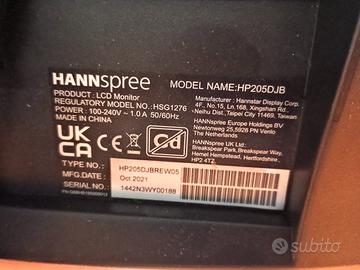 HANNspree
PRODUCT : LCD Monitor
REGULATORY MODEL NO : HSG1276
POWER : 100-240V ~ 1.0 A 50/60Hz
MADE IN CHINA
UK
CA
Cd
MODEL NAME:HP205DJB
Manufacturer : Hannstar Display Corp.
4F., No.15, Ln.168, Xingshan Rd.,
Neihu Dist., Taipei City 11469, Taiwan
HANNspree Europe Holdings BV
Newtonweg 25,5928 PN Venlo
The Netherlands
HANNspree UK Ltd:
Breakspear Park, Breakspear Way,
Hemel Hempstead, Hertfordshire,
HP2 4TZ
TYPE NO. :
HP205DJBREW05
MFG.DATE :
Oct.2021
SERIAL NO. :
1442N3WY00188
subito